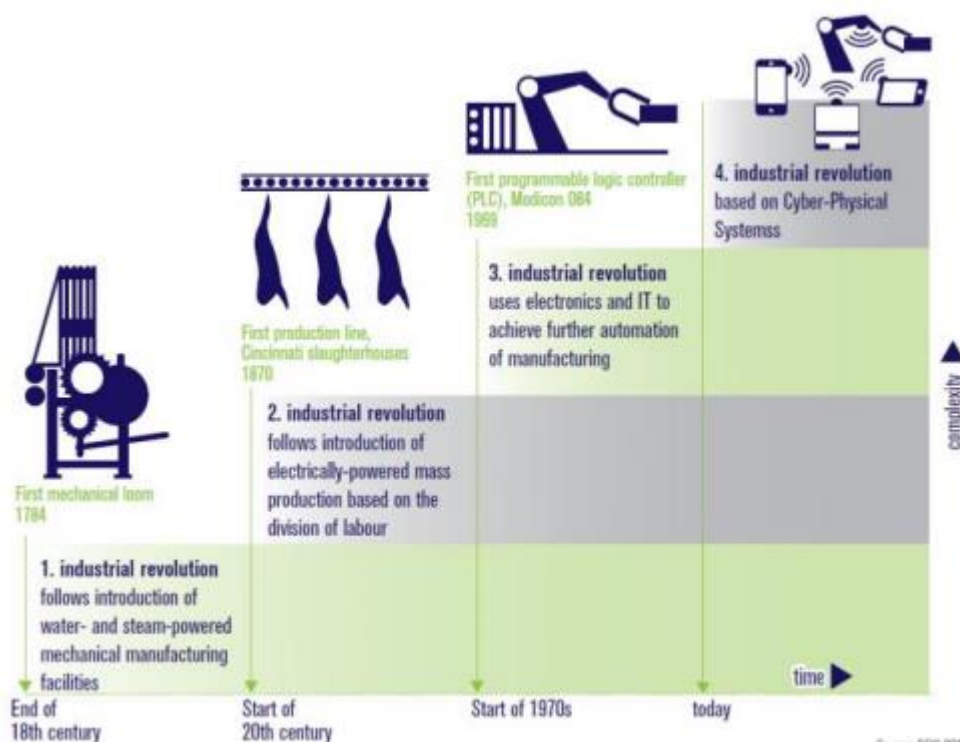 First mechanical loom
1784
First production line,
Cincinnati slaughterhouses
1870
First programmable logic controller
(PLC), Modicon 084
1969
1. industrial revolution
follows introduction of
water- and steam-powered
mechanical manufacturing
facilities
2. industrial revolution
follows introduction of
electrically-powered mass
production based on the
division of labour
3. industrial revolution
uses electronics and IT to
achieve further automation
of manufacturing
4. industrial revolution
based on Cyber-Physical
Systemss
complexity
time
End of
18th century
Start of
20th century
Start of 1970s
today